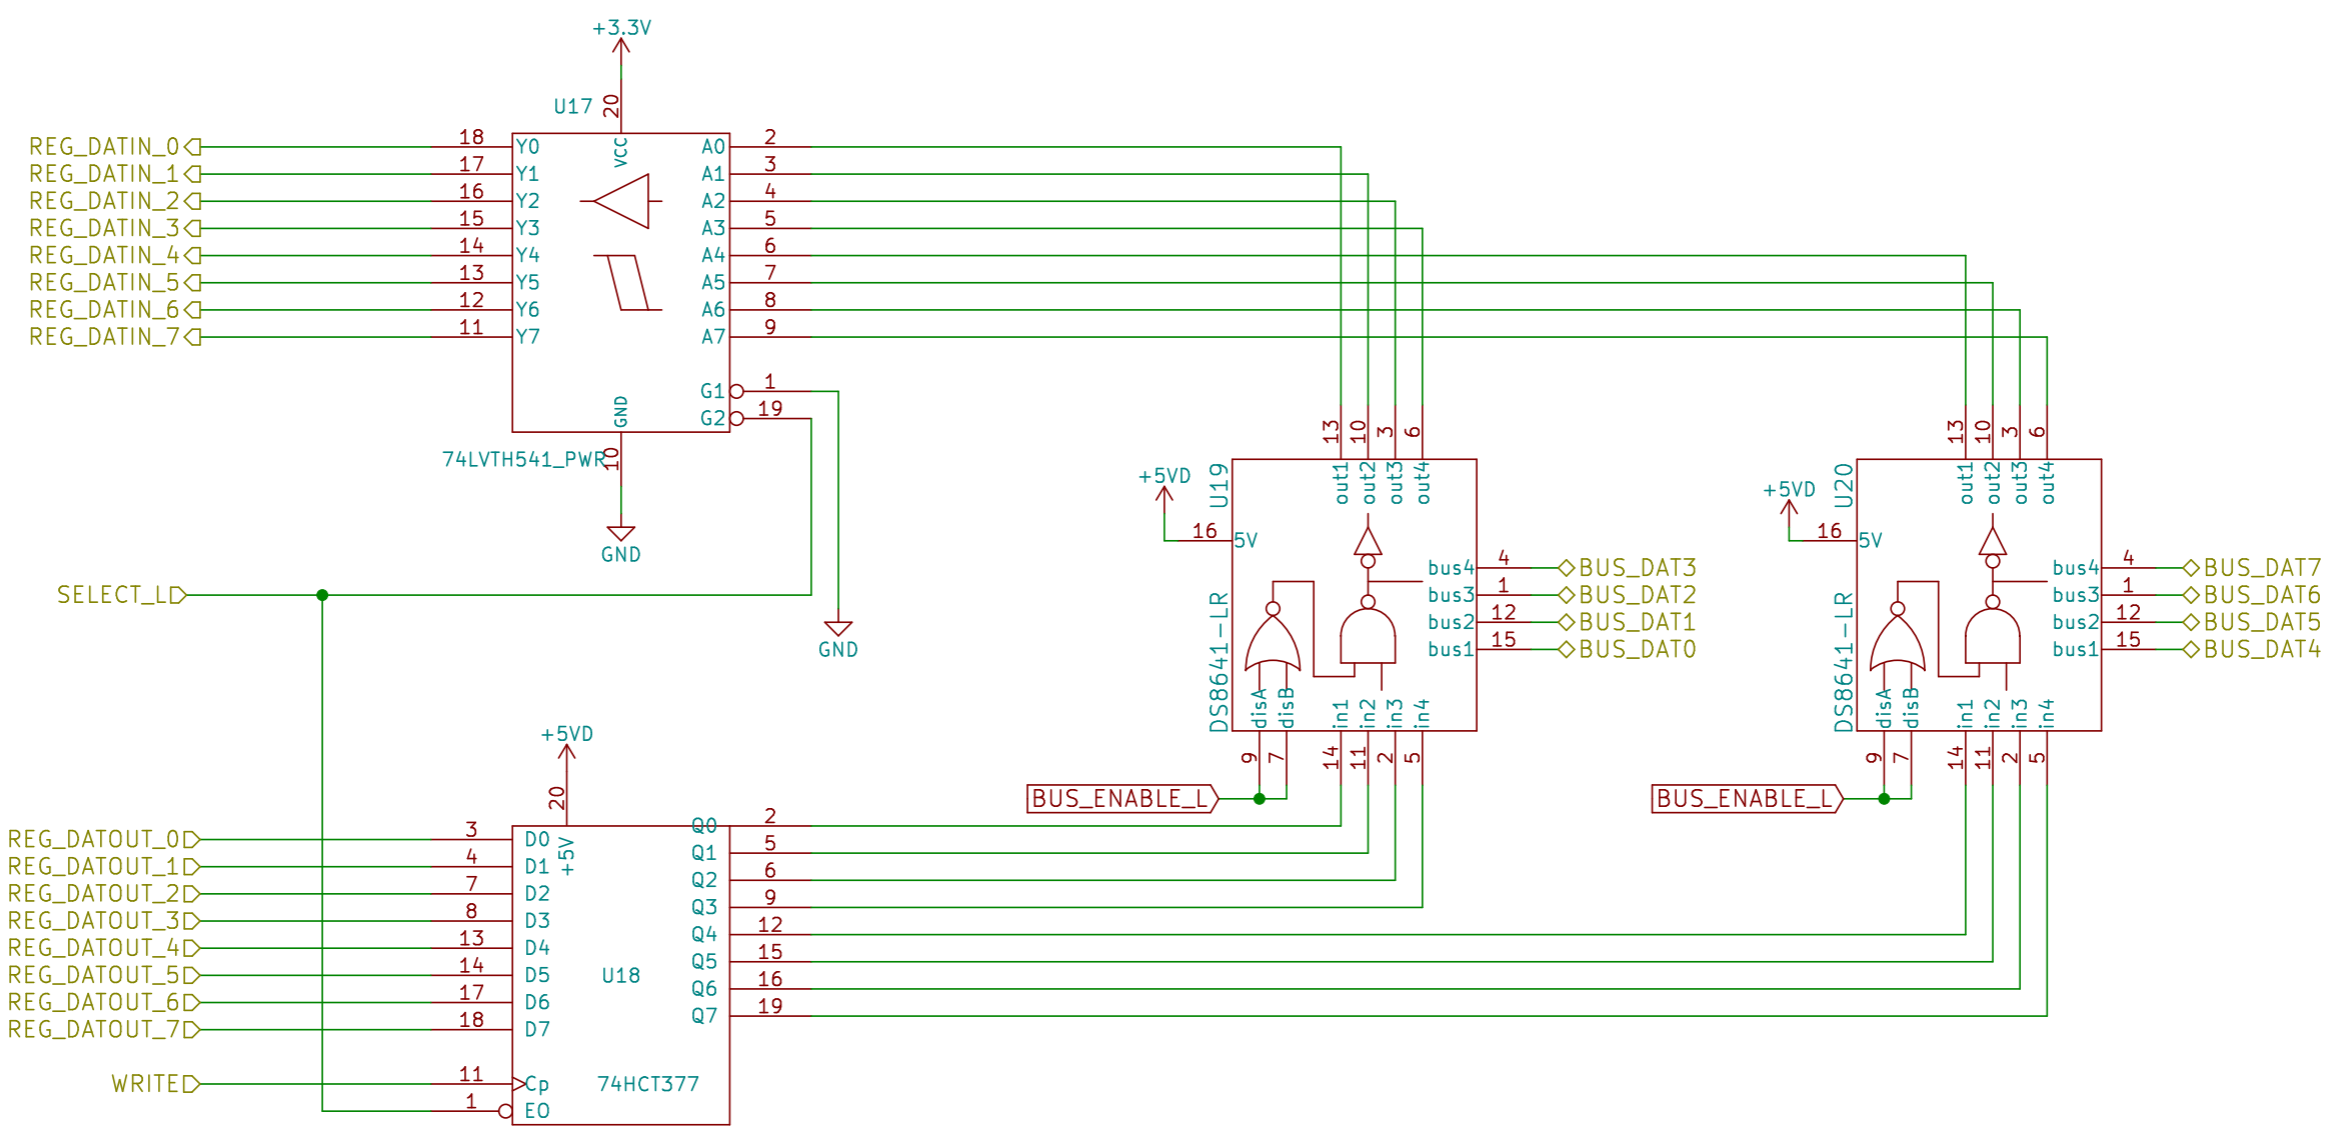 +3.3V
U17
20
VCC
REG_DATIN_0 18 Y0 A0 2
REG_DATIN_1 17 Y1 A1 3
REG_DATIN_2 16 Y2 A2 4
REG_DATIN_3 15 Y3 A3 5
REG_DATIN_4 14 Y4 A4 6
REG_DATIN_5 13 Y5 A5 7
REG_DATIN_6 12 Y6 A6 8
REG_DATIN_7 11 Y7 A7 9
G1 1
G2 19
GND
10
74LVTH541_PWR
GND
SELECT_L
GND
+5VD
16 5V
U19
DS8641-LR
13 10 3 6
out1 out2 out3 out4
bus4 4 BUS_DAT3
bus3 1 BUS_DAT2
bus2 12 BUS_DAT1
bus1 15 BUS_DAT0
disA disB in1 in2 in3 in4
9 7 14 11 2 5
BUS_ENABLE_L
+5VD
16 5V
U20
DS8641-LR
13 10 3 6
out1 out2 out3 out4
bus4 4 BUS_DAT7
bus3 1 BUS_DAT6
bus2 12 BUS_DAT5
bus1 15 BUS_DAT4
disA disB in1 in2 in3 in4
9 7 14 11 2 5
BUS_ENABLE_L
+5VD
20
+5V
Q0 2
REG_DATOUT_0 3 D0
Q1 5
REG_DATOUT_1 4 D1
Q2 6
REG_DATOUT_2 7 D2
Q3 9
REG_DATOUT_3 8 D3
Q4 12
REG_DATOUT_4 13 D4
Q5 15
REG_DATOUT_5 14 D5
U18
Q6 16
REG_DATOUT_6 17 D6
Q7 19
REG_DATOUT_7 18 D7
WRITE 11 Cp
74HCT377
1 EO